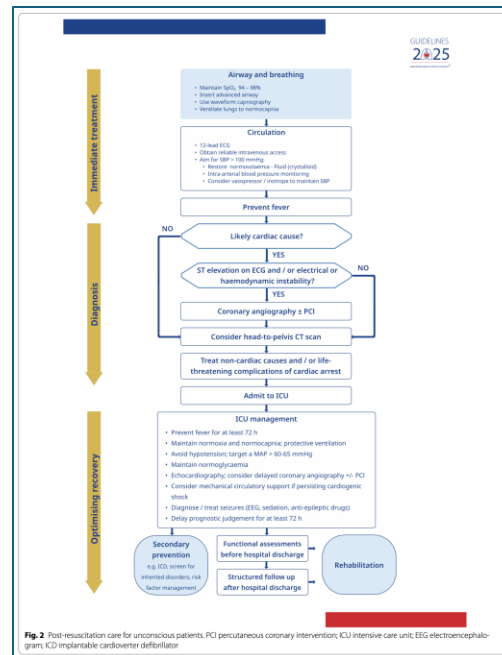 GUIDELINES
2025
Airway and breathing
• Maintain SpO₂ 94 – 98%
• Insert advanced airway
• Use waveform capnography
• Ventilate lungs to normocapnia
Immediate treatment
Circulation
• 12-lead ECG
• Obtain reliable intravenous access
• Aim for SBP > 100 mmHg
• Restore normovolaemia - Fluid (crystalloid)
• Intra-arterial blood pressure monitoring
• Consider vasopressor / inotrope to maintain SBP
Prevent fever
NO
Likely cardiac cause?
YES
Diagnosis
ST elevation on ECG and / or electrical or
haemodynamic instability?
NO
YES
Coronary angiography ± PCI
Consider head-to-pelvis CT scan
Treat non-cardiac causes and / or life-
threatening complications of cardiac arrest
Admit to ICU
Optimising recovery
ICU management
• Prevent fever for at least 72 h
• Maintain normoxia and normocapnia; protective ventilation
• Avoid hypotension; target a MAP > 60-65 mmHg
• Maintain normoglycaemia
• Echocardiography; consider delayed coronary angiography +/- PCI
• Consider mechanical circulatory support if persisting cardiogenic
shock
• Diagnose / treat seizures (EEG, sedation, anti-epileptic drugs)
• Delay prognostic judgement for at least 72 h
Secondary
prevention
e.g. ICD, screen for
inherited disorders, risk
factor management
Functional assessments
before hospital discharge
Structured follow up
after hospital discharge
Rehabilitation
Fig. 2 Post-resuscitation care for unconscious patients. PCI percutaneous coronary intervention; ICU intensive care unit; EEG electroencephalo-
gram; ICD implantable cardioverter defibrillator